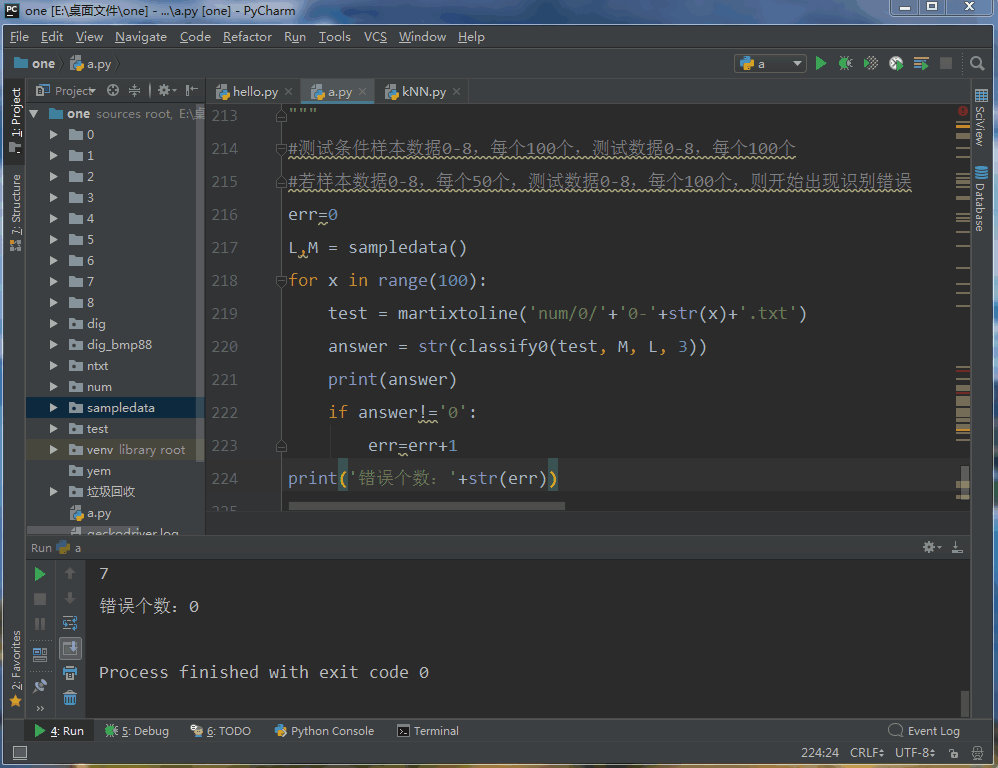 one [E:\桌面文件\one] - ...\a.py [one] - PyCharm
File Edit View Navigate Code Refactor Run Tools VCS Window Help
one a.py a
Project
hello.py a.py kNN.py
1: Project
7: Structure
2: Favorites
SciView
Database
one sources root, E:\桌
0
1
2
3
4
5
6
7
8
dig
dig_bmp88
ntxt
num
sampledata
test
venv library root
yem
垃圾回收
a.py
geckodriver.log
213 """
214 #测试条件样本数据0-8，每个100个，测试数据0-8，每个100个
215 #若样本数据0-8，每个50个，测试数据0-8，每个100个，则开始出现识别错误
216 err=0
217 L,M = sampledata()
218 for x in range(100):
219 test = martixtoline('num/0/'+'0-'+str(x)+'.txt')
220 answer = str(classify0(test, M, L, 3))
221 print(answer)
222 if answer!='0':
223 err=err+1
224 print('错误个数：'+str(err))
225
Run a
7
错误个数：0
Process finished with exit code 0
4: Run 5: Debug 6: TODO Python Console Terminal Event Log
224:24 CRLF UTF-8